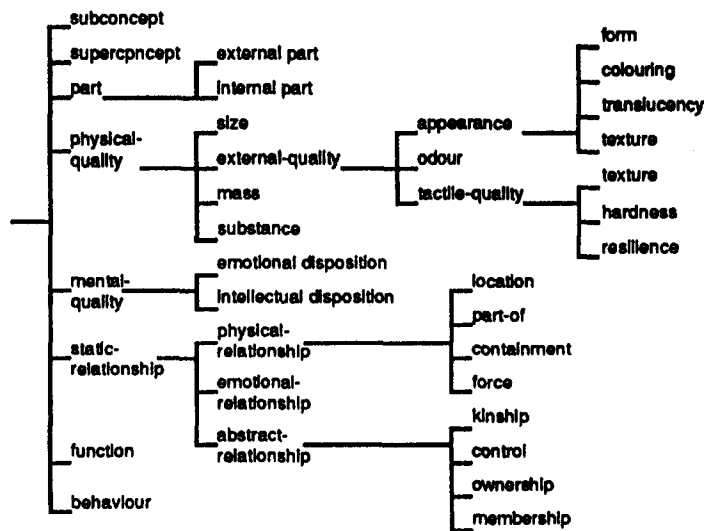 subconcept
supercpncept
part
external part
internal part
physical-
quality
size
external-quality
mass
substance
appearance
odour
tactile-quality
form
colouring
translucency
texture
texture
hardness
resilience
mental-
quality
emotional disposition
intellectual disposition
static-
relationship
physical-
relationship
emotional-
relationship
abstract-
relationship
location
part-of
containment
force
kinship
control
ownership
membership
function
behaviour